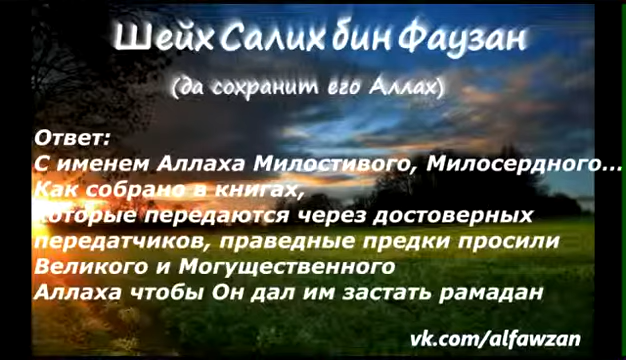 Шейх Салих бин Фаузан
(да сохранит его Аллах)
Ответ:
С именем Аллаха Милостивого, Милосердного...
Как собрано в книгах,
которые передаются через достоверных
передатчиков, праведные предки просили
Великого и Могущественного
Аллаха чтобы Он дал им застать рамадан
vk.com/alfawzan